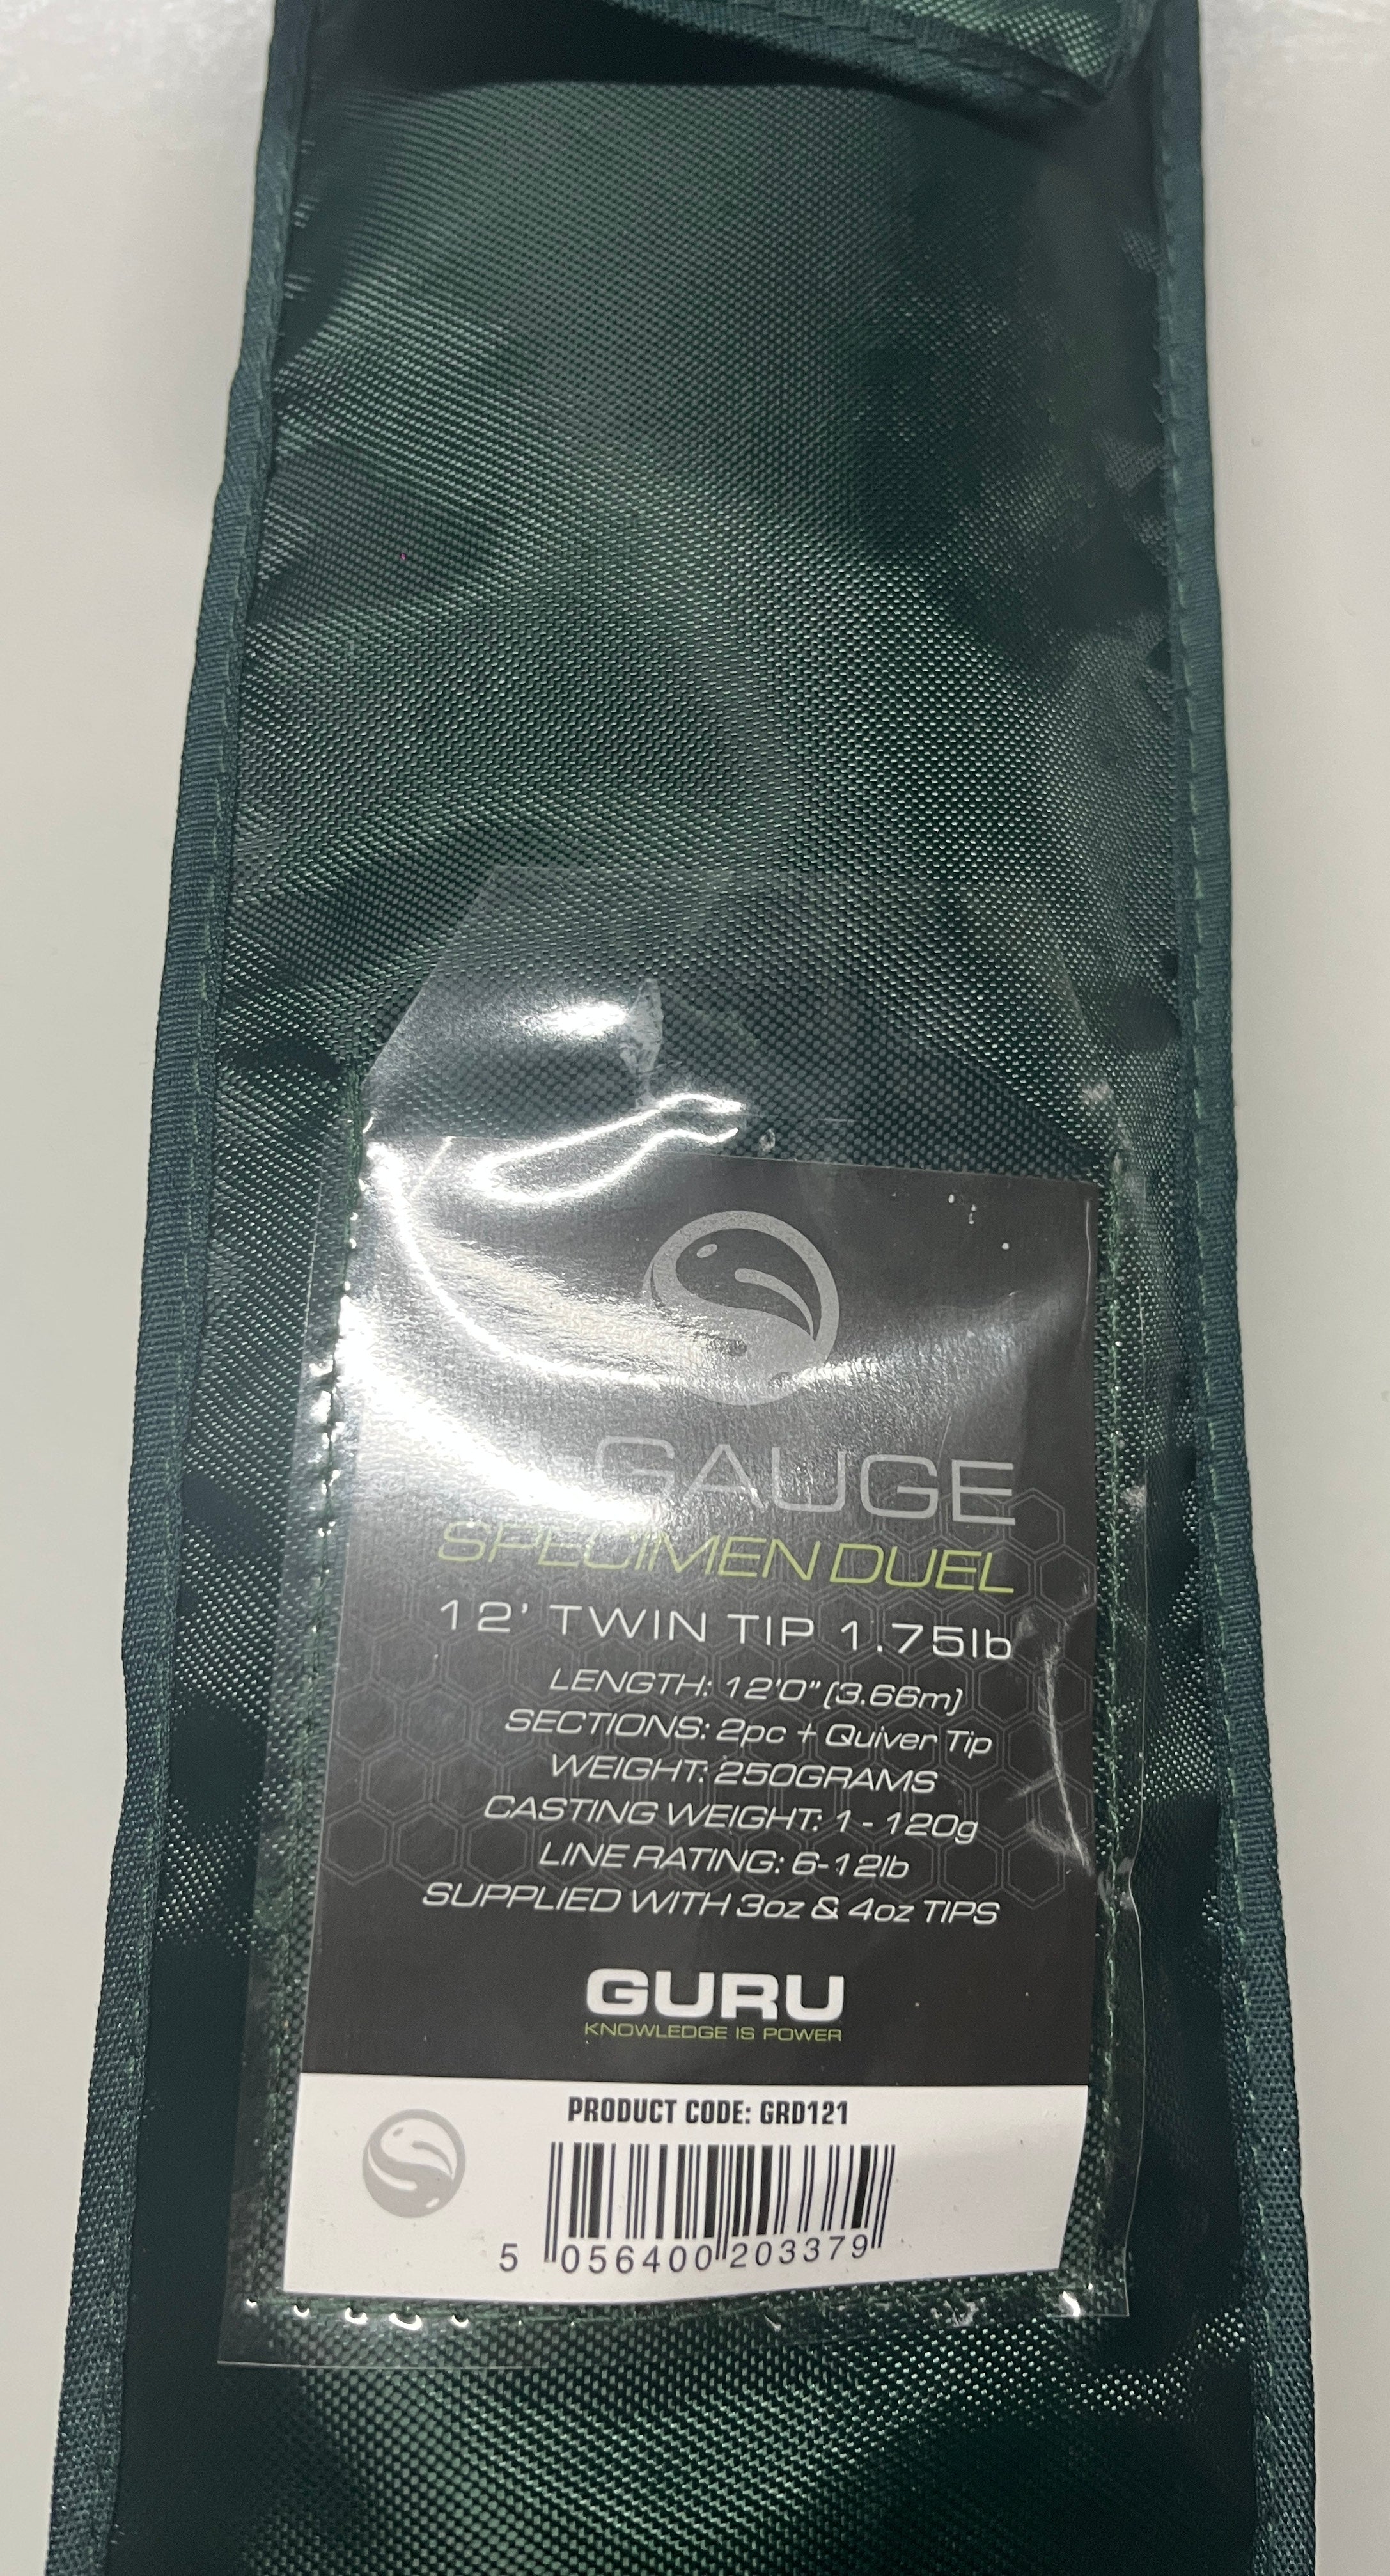 GAUGE
SPECIMEN DUEL
12' TWIN TIP 1.75lb
LENGTH: 12'0" (3.66m)
SECTIONS: 2pc + Quiver Tip
WEIGHT: 250GRAMS
CASTING WEIGHT: 1 - 120g
LINE RATING: 6-12lb
SUPPLIED WITH 3oz & 4oz TIPS
GURU
KNOWLEDGE IS POWER
PRODUCT CODE: GRD121
5 056400 203379